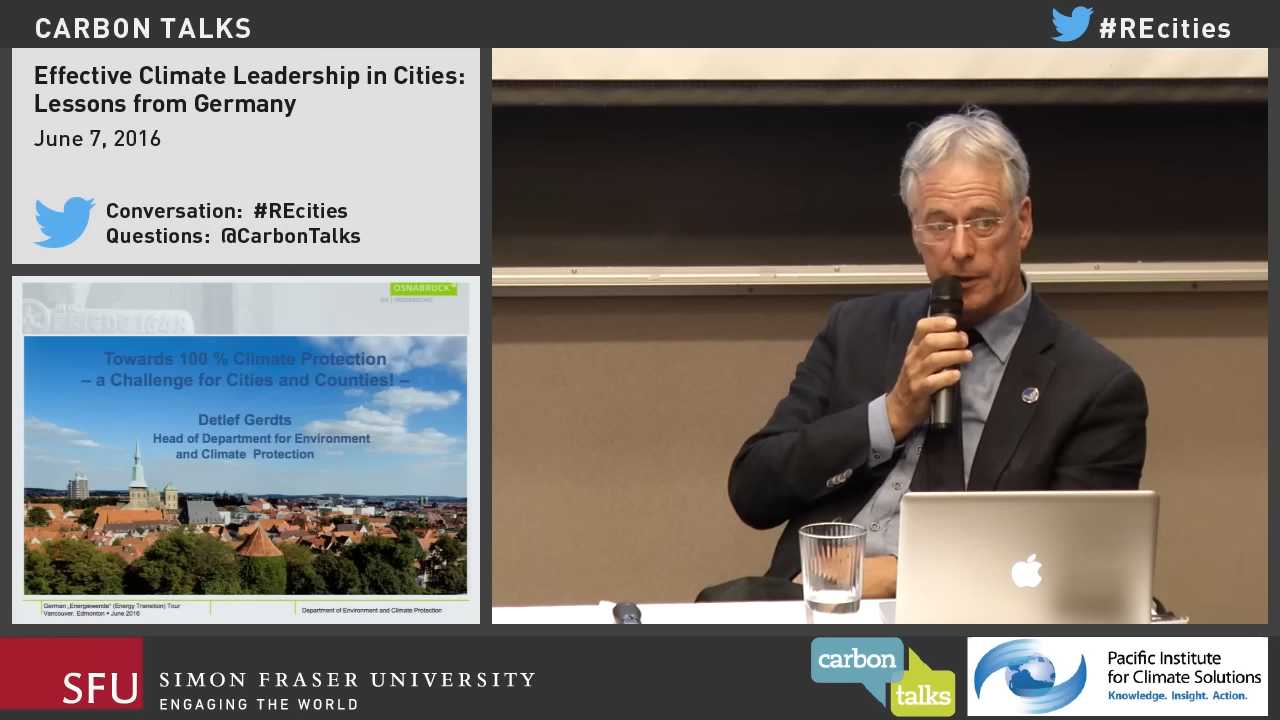 CARBON TALKS
#REcities
Effective Climate Leadership in Cities:
Lessons from Germany
June 7, 2016
Conversation: #REcities
Questions: @CarbonTalks
OSNABRÜCK
DIE | FRIEDENSSTADT
Towards 100 % Climate Protection
– a Challenge for Cities and Counties! –
Detlef Gerdts
Head of Department for Environment
and Climate Protection
German „Energiewende“ (Energy Transition) Tour
Vancouver, Edmonton • June 2016
Department of Environment and Climate Protection
SFU
SIMON FRASER UNIVERSITY
ENGAGING THE WORLD
carbon
talks
Pacific Institute
for Climate Solutions
Knowledge. Insight. Action.